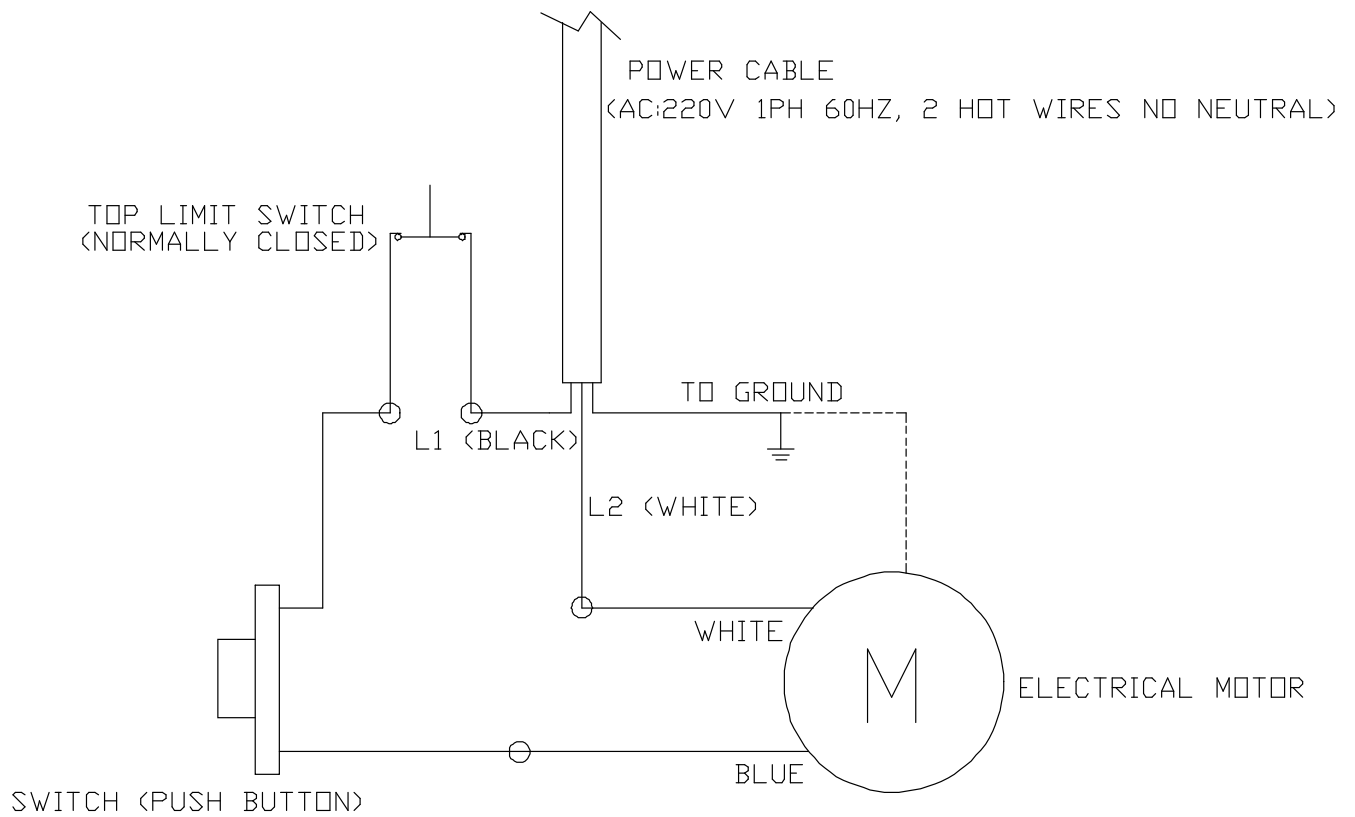 POWER CABLE
(AC:220V 1PH 60HZ, 2 HOT WIRES NO NEUTRAL)
TOP LIMIT SWITCH
(NORMALLY CLOSED)
TO GROUND
L1 (BLACK)
L2 (WHITE)
WHITE
M
ELECTRICAL MOTOR
BLUE
SWITCH (PUSH BUTTON)